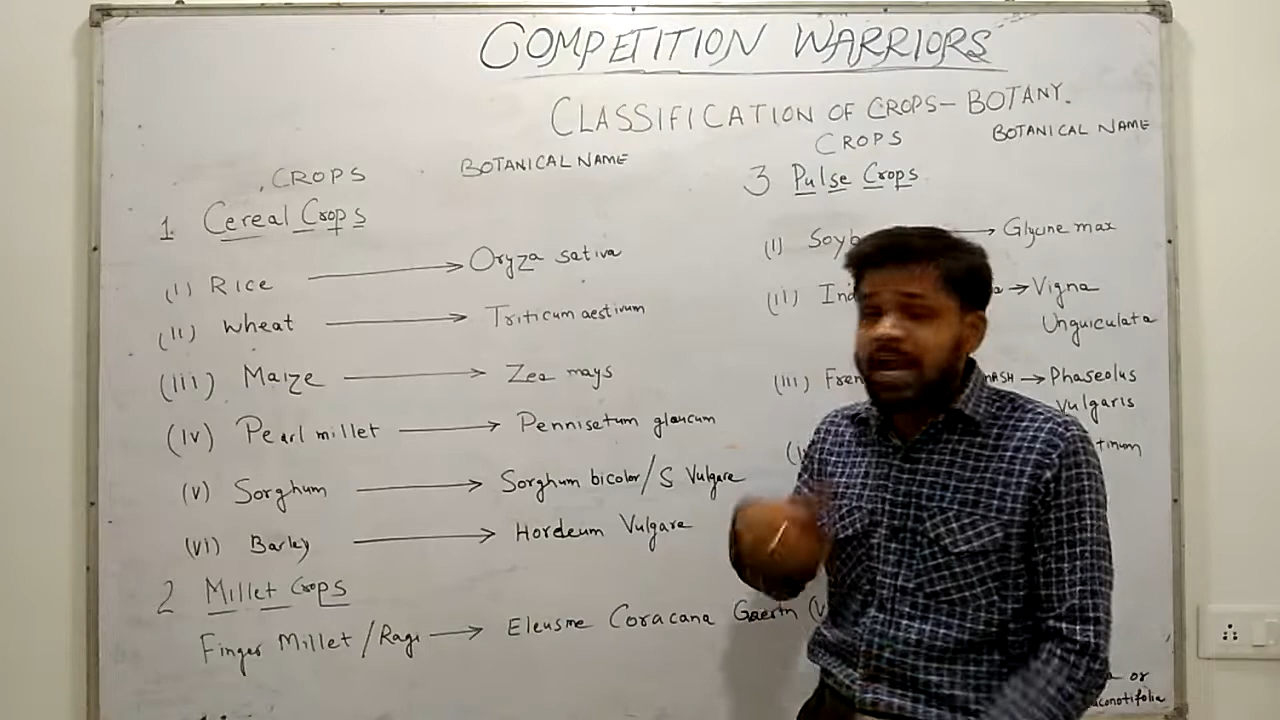 COMPETITION WARRIORS
CLASSIFICATION OF CROPS - BOTANY.
CROPS BOTANICAL NAME
1. Cereal Crops
(i) Rice → Oryza sativa
(ii) wheat → Triticum aestivum
(iii) Maize → Zea mays
(iv) Pearl millet → Pennisetum glaucum
(v) Sorghum → Sorghum bicolor/S Vulgare
(vi) Barley → Hordeum Vulgare
2 Millet Crops
Finger Millet/Ragi → Eleusme Coracana Gaertn
CROPS BOTANICAL NAME
3 Pulse Crops
(i) → Glycine max
(ii) → Vigna
Unguiculata
(iii) → Phaseolus
Vulgaris
or